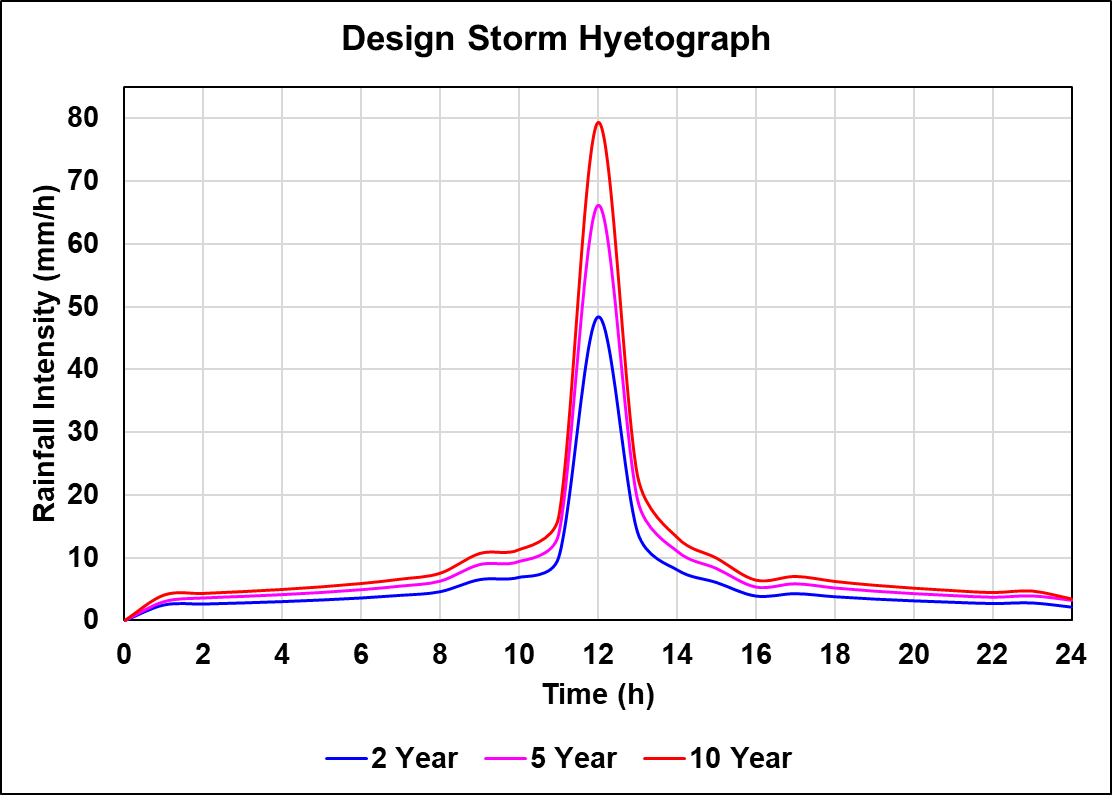 Design Storm Hyetograph
Rainfall Intensity (mm/h)
80
70
60
50
40
30
20
10
0
0 2 4 6 8 10 12 14 16 18 20 22 24
Time (h)
2 Year 5 Year 10 Year